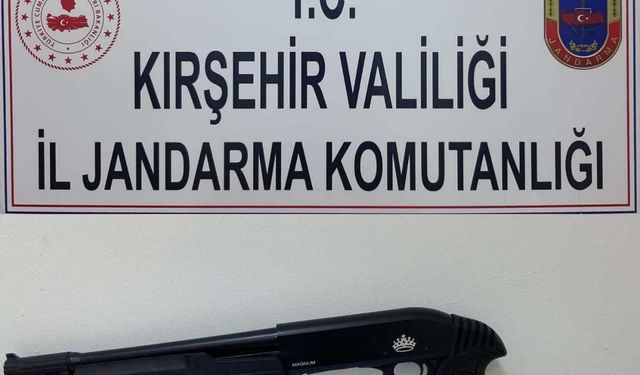 T.C.
KIRŞEHİR VALİLİĞİ
İL JANDARMA KOMUTANLIĞI
JANDARMA
MAGNUM